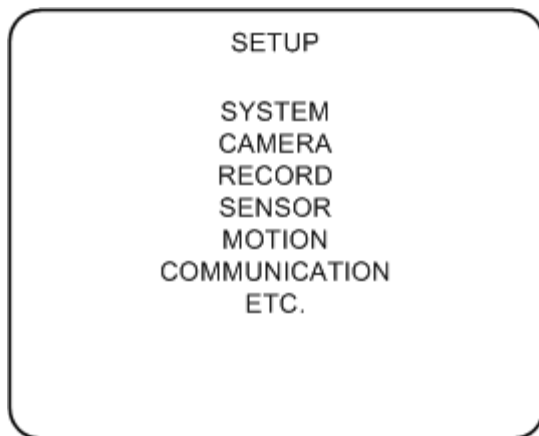 SETUP
SYSTEM
CAMERA
RECORD
SENSOR
MOTION
COMMUNICATION
ETC.